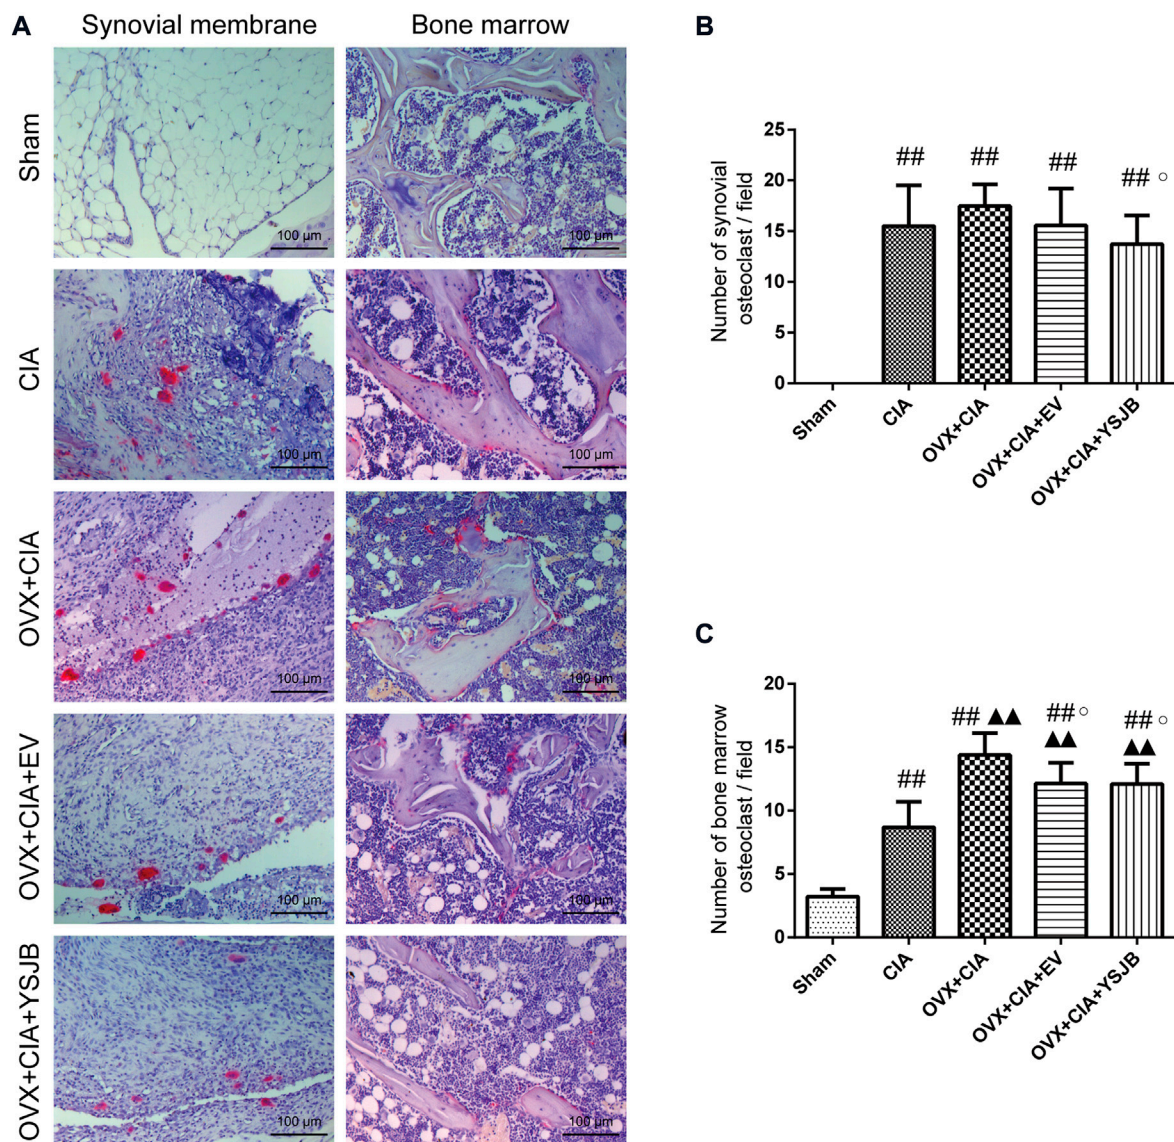 A
Synovial membrane
Bone marrow
Sham
100 µm
100 µm
CIA
100 µm
100 µm
OVX+CIA
100 µm
100 µm
OVX+CIA+EV
100 µm
100 µm
OVX+CIA+YSJB
100 µm
100 µm
B
Number of synovial
osteoclast / field
25
20
15
10
5
0
##
##
##
## ○
Sham
CIA
OVX+CIA
OVX+CIA+EV
OVX+CIA+YSJB
C
Number of bone marrow
osteoclast / field
20
15
10
5
0
##
## ▲▲
## ○
▲▲
## ○
▲▲
Sham
CIA
OVX+CIA
OVX+CIA+EV
OVX+CIA+YSJB